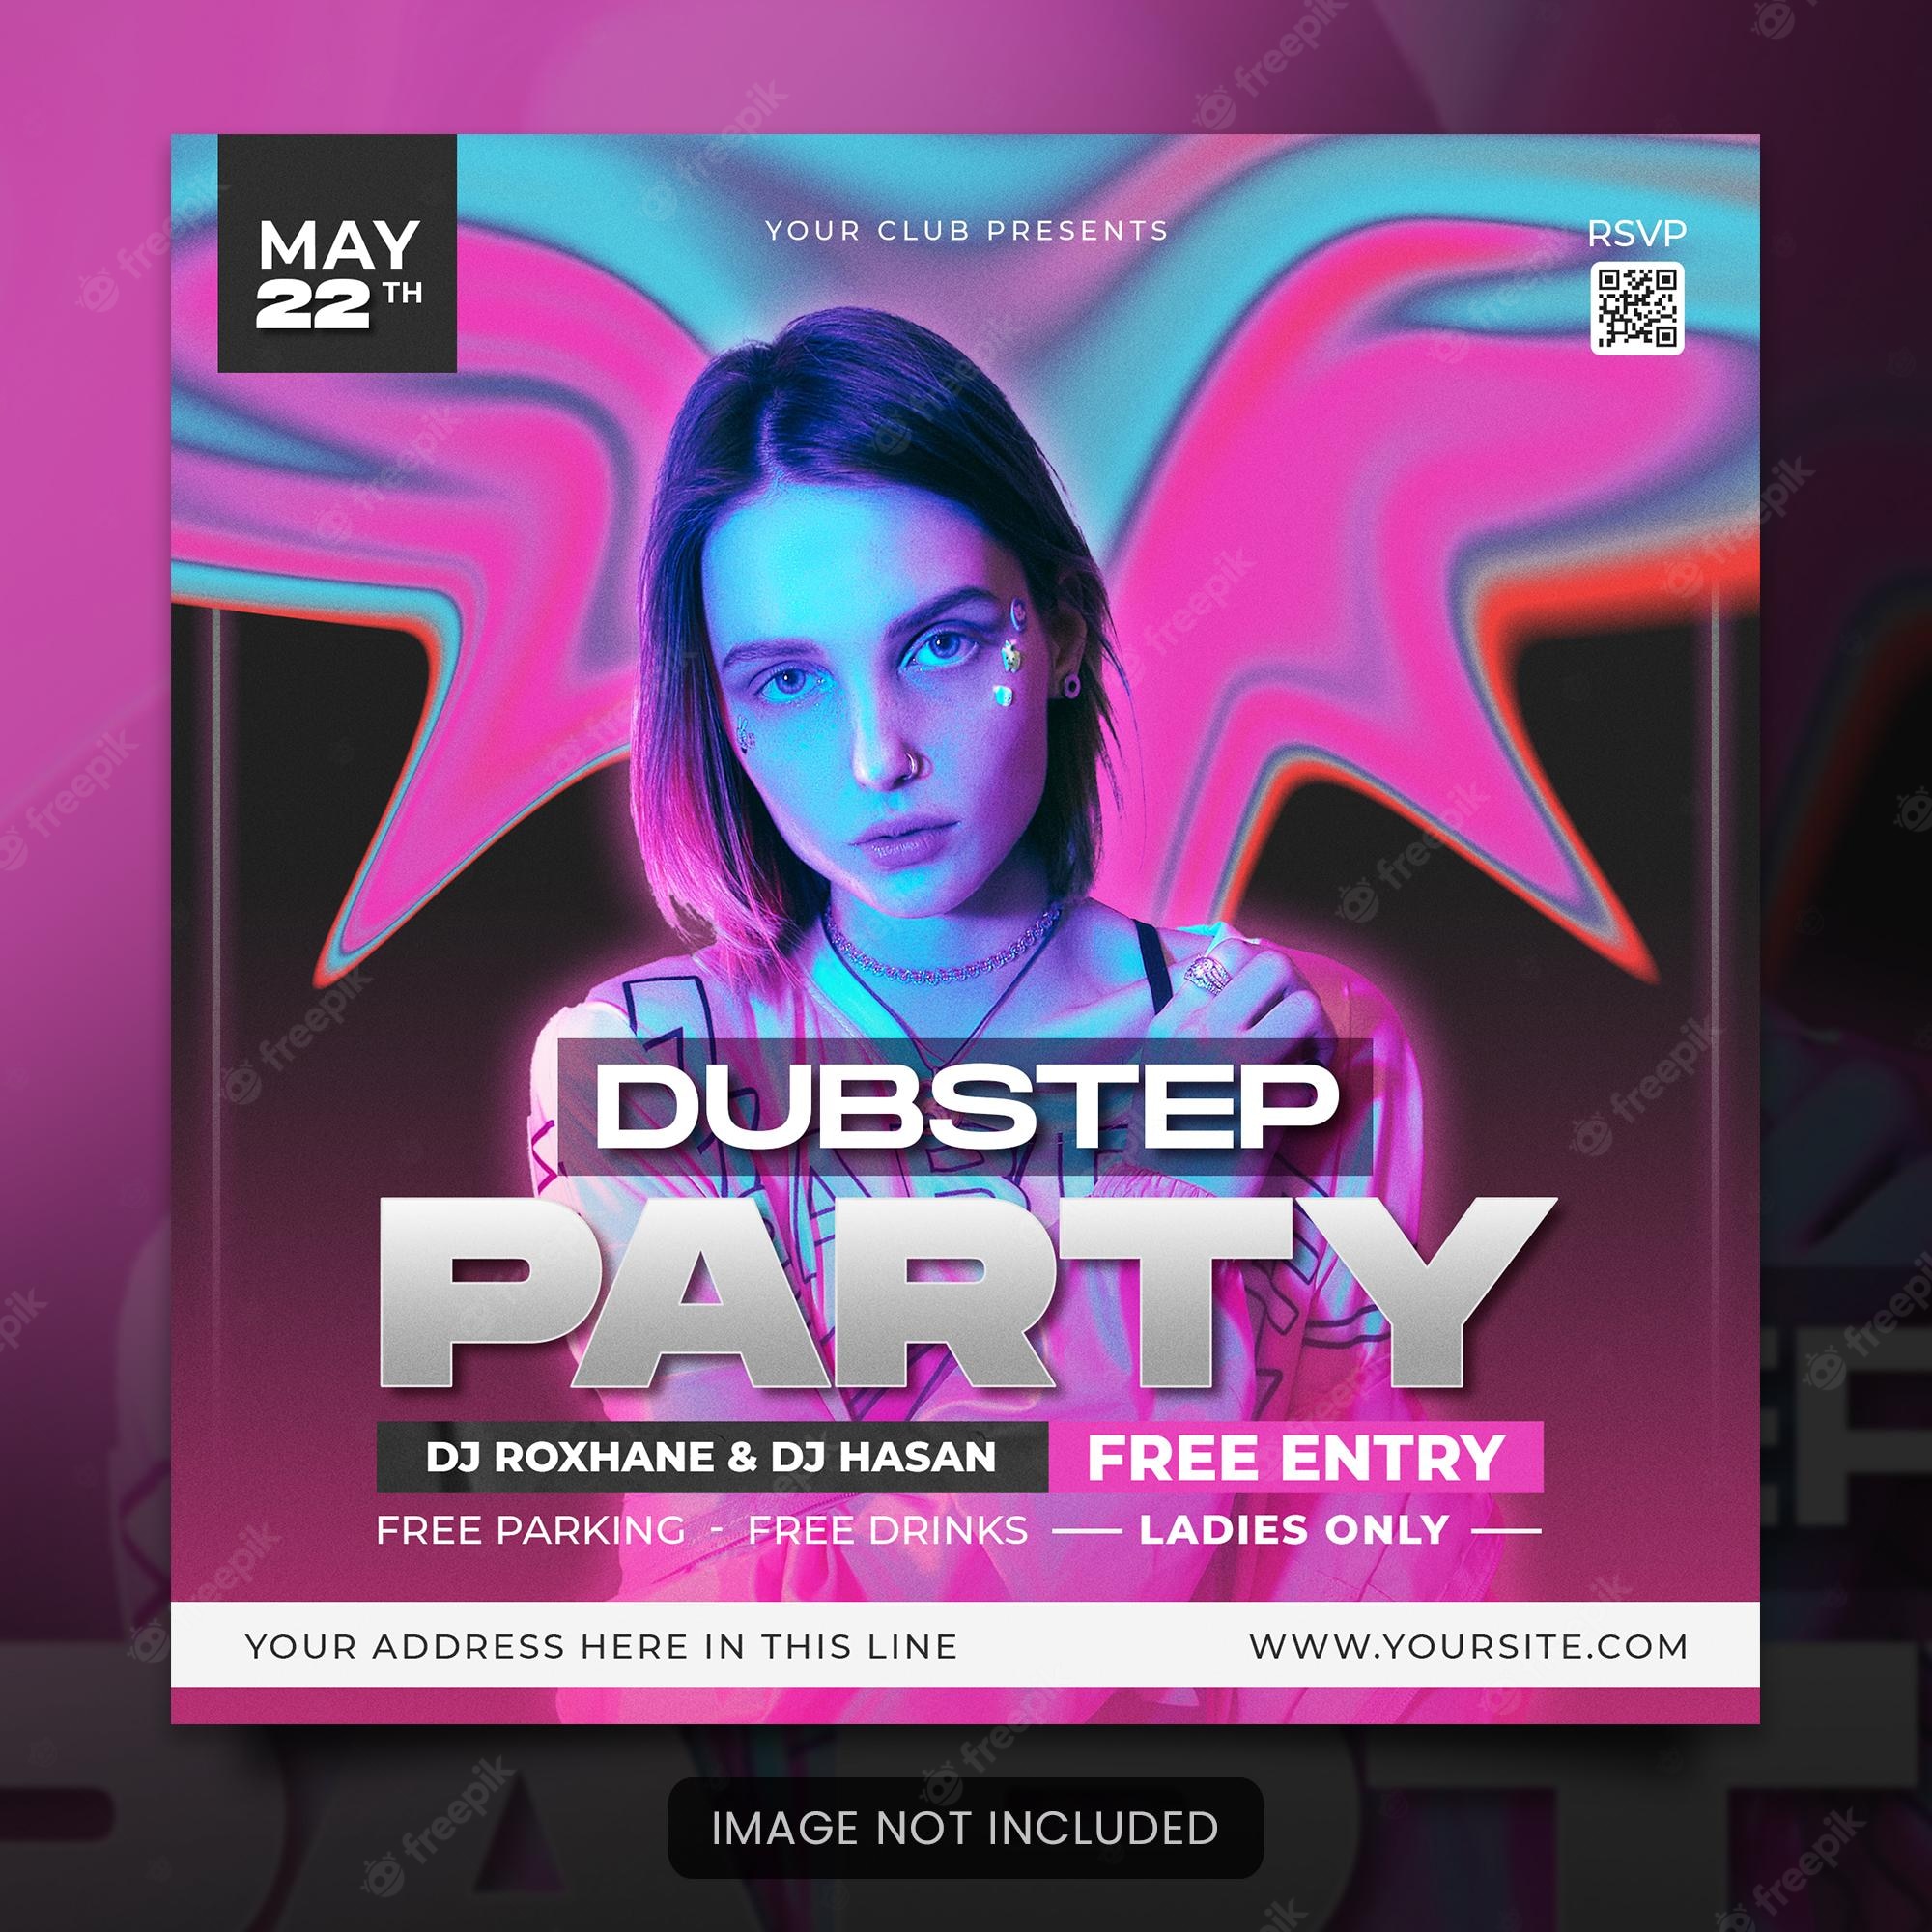 MAY
22TH
YOUR CLUB PRESENTS
RSVP
DUBSTEP
PARTY
DJ ROXHANE & DJ HASAN
FREE ENTRY
FREE PARKING - FREE DRINKS
LADIES ONLY
YOUR ADDRESS HERE IN THIS LINE
WWW.YOURSITE.COM
IMAGE NOT INCLUDED
freepik